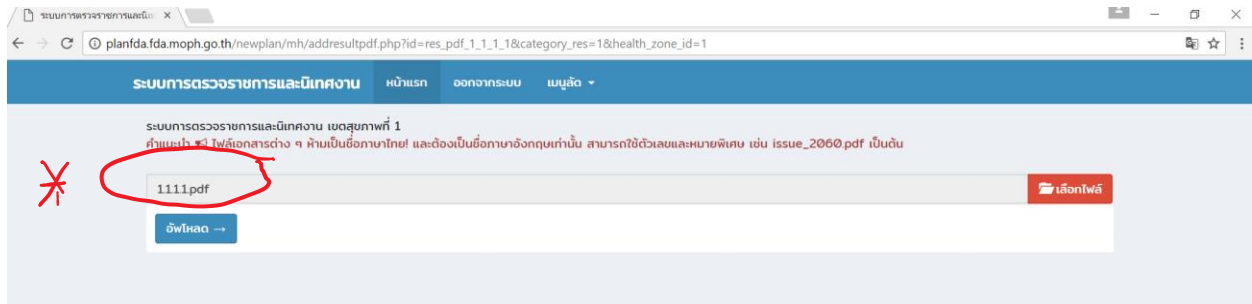 ระบบการตรวจราชการและนิเ
planfda.fda.moph.go.th/newplan/mh/addresultpdf.php?id=res_pdf_1_1_1_1&category_res=1&health_zone_id=1
ระบบการตรวจราชการและนิเทศงาน หน้าแรก ออกจากระบบ เมนูลัด
ระบบการตรวจราชการและนิเทศงาน เขตสุขภาพที่ 1
คำแนะนำ ไฟล์เอกสารต่าง ๆ ห้ามเป็นชื่อภาษาไทย! และต้องเป็นชื่อภาษาอังกฤษเท่านั้น สามารถใช้ตัวเลขและหมายพิเศษ เช่น issue_2060.pdf เป็นต้น
1111.pdf เลือกไฟล์
อัพโหลด →